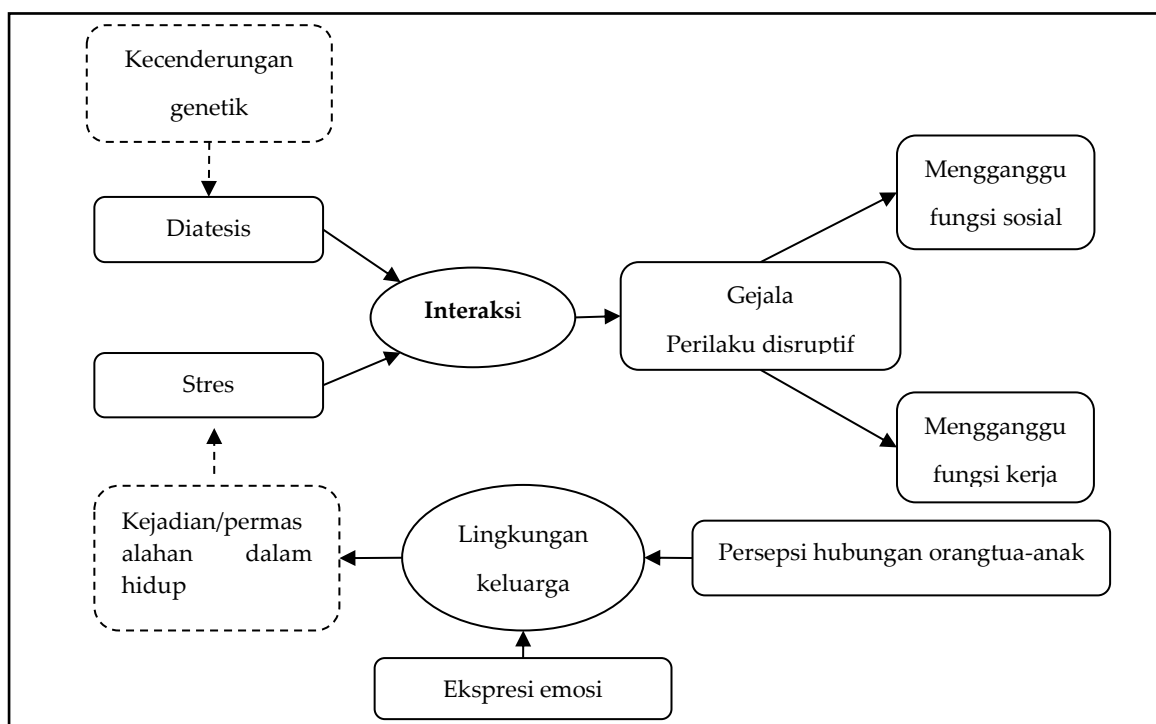 Kecenderungan
genetik
Diatesis
Stres
Interaksi
Gejala
Perilaku disruptif
Mengganggu
fungsi sosial
Mengganggu
fungsi kerja
Kejadian/permas
alahan dalam
hidup
Lingkungan
keluarga
Persepsi hubungan orangtua-anak
Ekspresi emosi